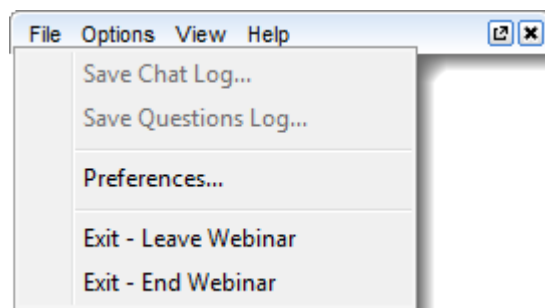 File Options View Help
Save Chat Log...
Save Questions Log...
Preferences...
Exit - Leave Webinar
Exit - End Webinar